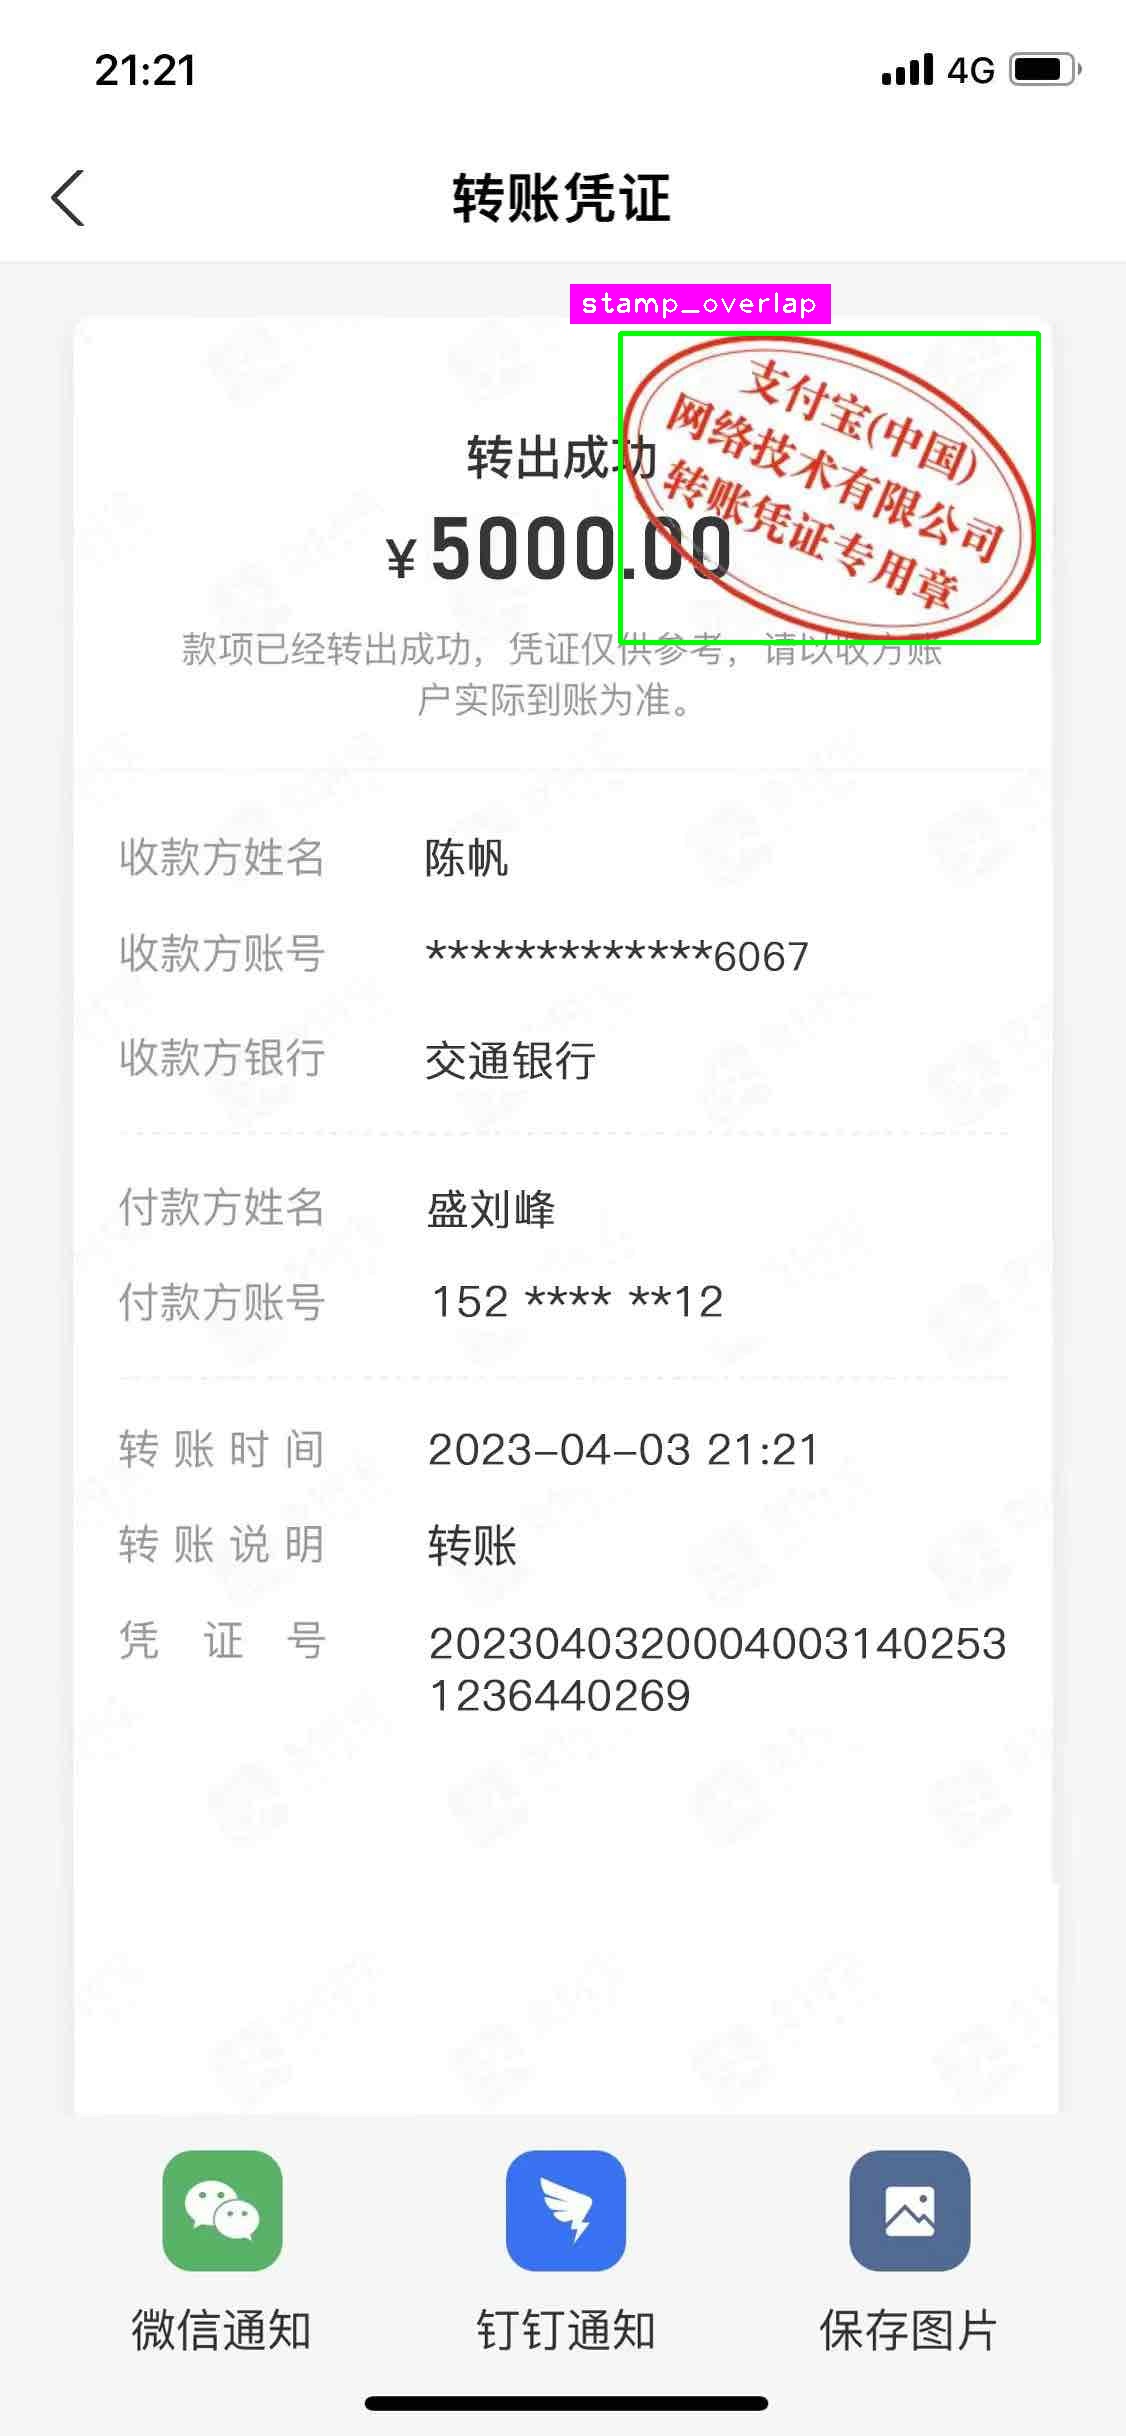 21:21
4G
转账凭证
stamp_overlap
支付宝(中国)
网络技术有限公司
转账凭证专用章
转出成功
¥5000.00
款项已经转出成功，凭证仅供参考，请以收方账
户实际到账为准。
收款方姓名 陈帆
收款方账号 *************6067
收款方银行 交通银行
付款方姓名 盛刘峰
付款方账号 152 **** **12
转账时间 2023-04-03 21:21
转账说明 转账
凭证号 2023040320004003140253
1236440269
微信通知 钉钉通知 保存图片